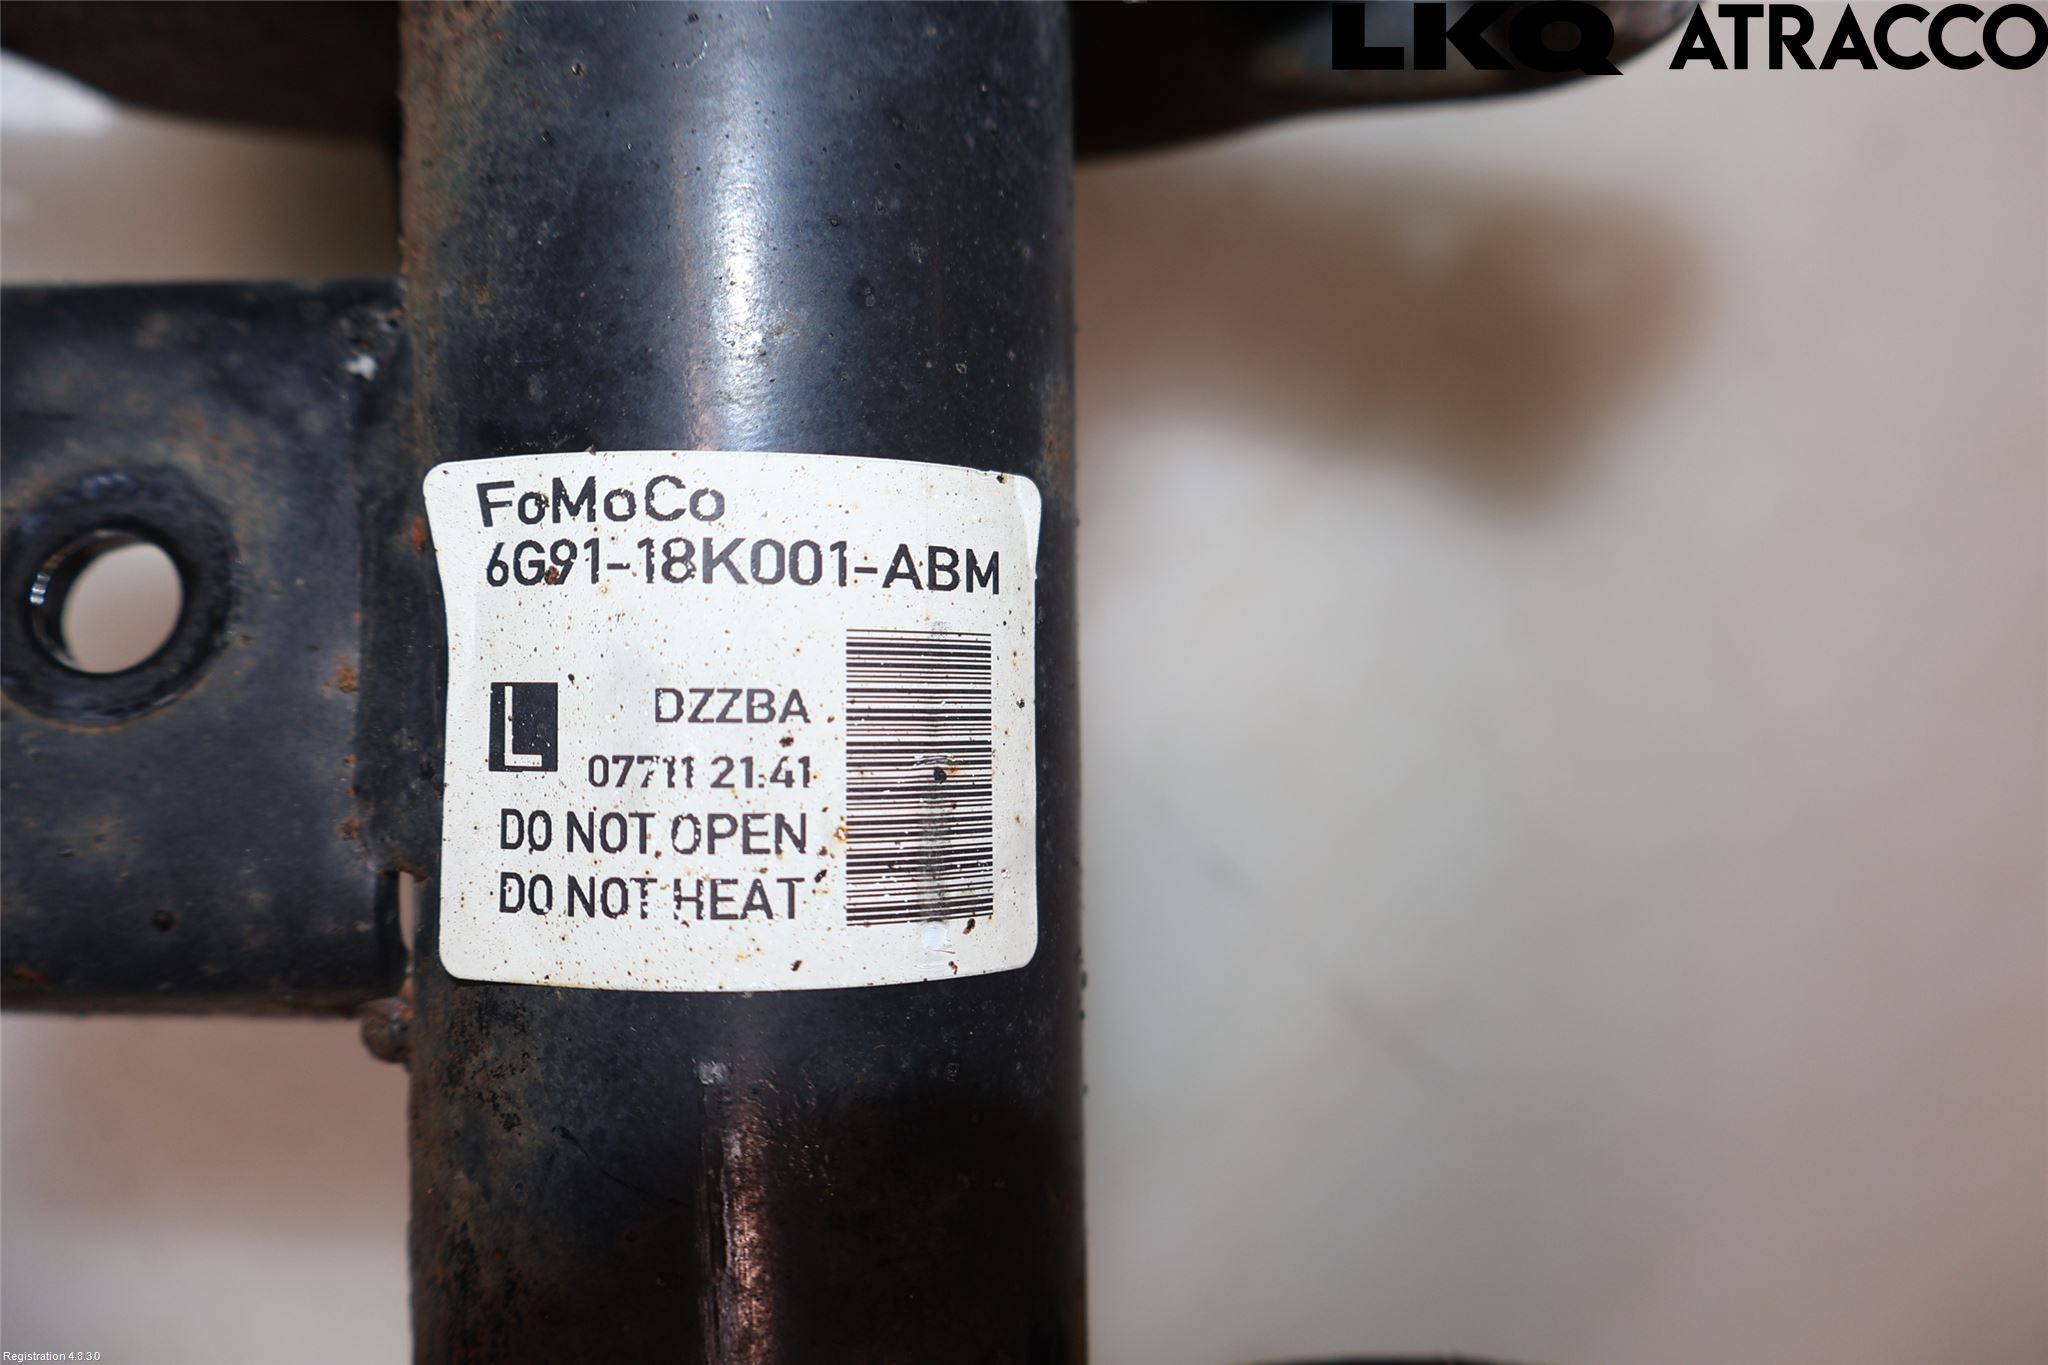 LKQ ATRACCO
FoMoCo
6G91-18K001-ABM
L
DZZBA
07711 21:41
DO NOT OPEN
DO NOT HEAT
Registration 4.8.3.0